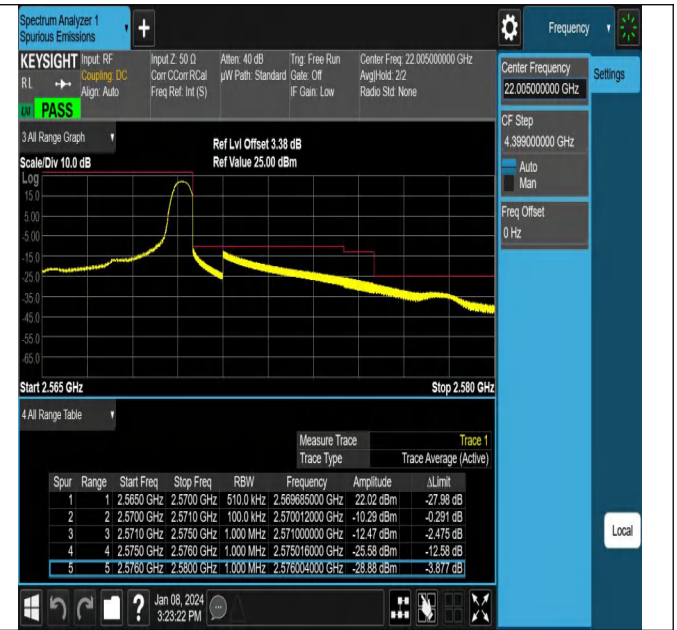 Spectrum Analyzer 1
Spurious Emissions
Frequency
KEYSIGHT Input: RF Input Z: 50 Ω Atten: 40 dB Trig: Free Run Center Freq: 22.005000000 GHz
RL Coupling: DC Corr CCorr RCal µW Path: Standard Gate: Off Avg|Hold: 2/2
Align: Auto Freq Ref: Int (S) IF Gain: Low Radio Std: None
PASS
Center Frequency
22.005000000 GHz
Settings
CF Step
4.399000000 GHz
Auto
Man
Freq Offset
0 Hz
3 All Range Graph
Ref Lvl Offset 3.38 dB
Scale/Div 10.0 dB Ref Value 25.00 dBm
Log
15.0
5.00
-5.00
-15.0
-25.0
-35.0
-45.0
-55.0
-65.0
Start 2.565 GHz Stop 2.580 GHz
4 All Range Table
Measure Trace Trace 1
Trace Type Trace Average (Active)
Spur Range Start Freq Stop Freq RBW Frequency Amplitude ΔLimit
1 1 2.5650 GHz 2.5700 GHz 510.0 kHz 2.569685000 GHz 22.02 dBm -27.98 dB
2 2 2.5700 GHz 2.5710 GHz 100.0 kHz 2.570012000 GHz -10.29 dBm -0.291 dB
3 3 2.5710 GHz 2.5750 GHz 1.000 MHz 2.571000000 GHz -12.47 dBm -2.475 dB
4 4 2.5750 GHz 2.5760 GHz 1.000 MHz 2.575016000 GHz -25.58 dBm -12.58 dB
5 5 2.5760 GHz 2.5800 GHz 1.000 MHz 2.576004000 GHz -28.88 dBm -3.877 dB
Local
Jan 08, 2024
3:23:22 PM